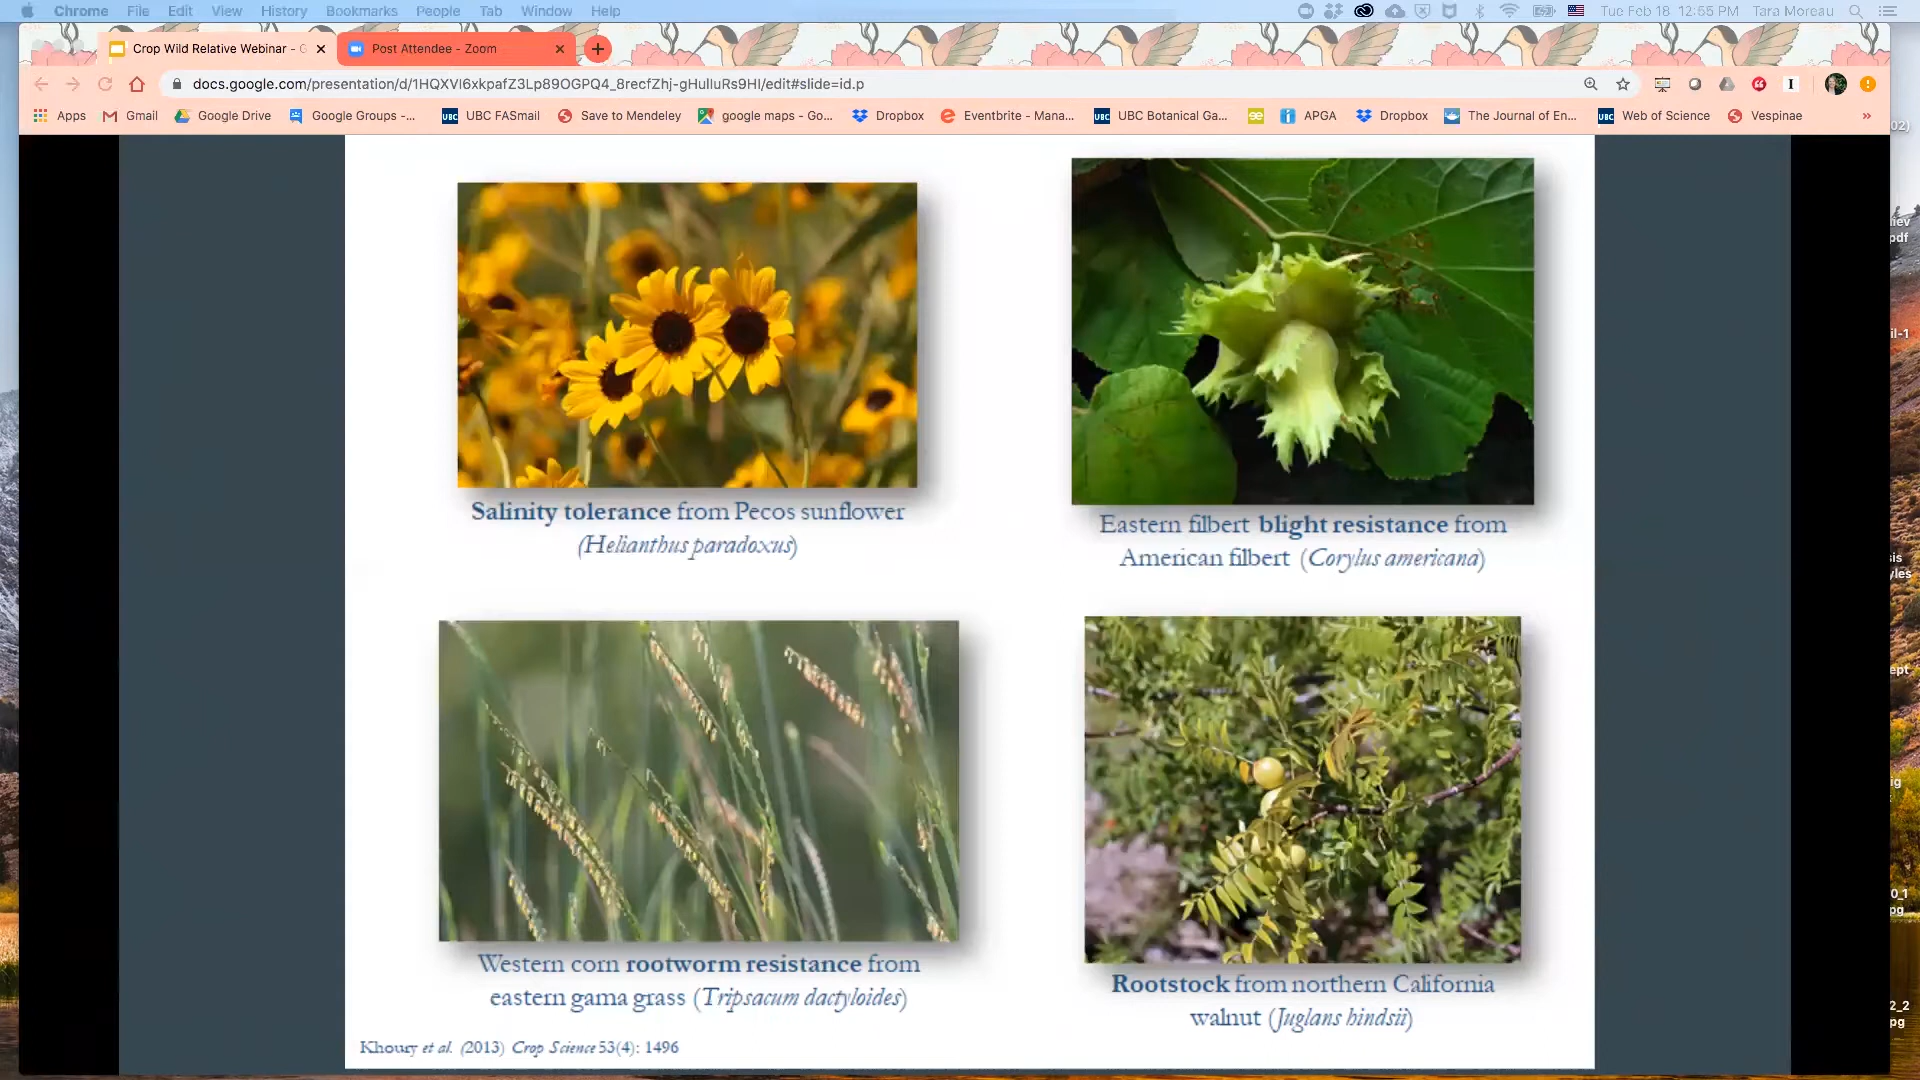 Chrome File Edit View History Bookmarks People Tab Window Help
Tue Feb 18 12:55 PM Tara Moreau
Crop Wild Relative Webinar - G
Post Attendee - Zoom
docs.google.com/presentation/d/1HQXVl6xkpafZ3Lp89OGPQ4_8recfZhj-gHulluRs9HI/edit#slide=id.p
Apps Gmail Google Drive Google Groups -... UBC FASmail Save to Mendeley google maps - Go... Dropbox Eventbrite - Mana... UBC Botanical Ga... APGA Dropbox The Journal of En... Web of Science Vespinae »
Salinity tolerance from Pecos sunflower
(Helianthus paradoxus)
Eastern filbert blight resistance from
American filbert (Corylus americana)
Western corn rootworm resistance from
eastern gama grass (Tripsacum dactyloides)
Rootstock from northern California
walnut (Juglans hindsii)
Khoury et al. (2013) Crop Science 53(4): 1496